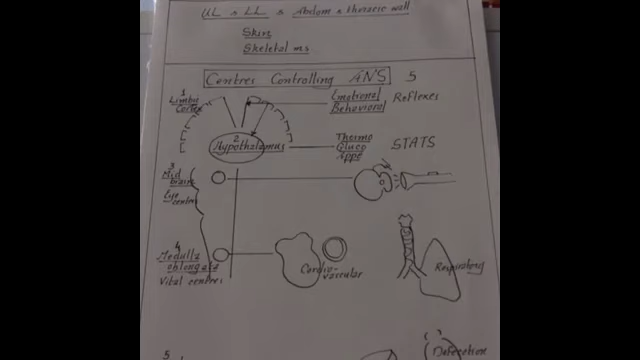 UL & LL & Abdom & thoracic wall
Skin
Skeletal ms
Centres Controlling ANS 5
1
Limbic
Cortex
Emotional
Behavioral
Reflexes
2
Hypothalamus
Thermo
Gluco
Appe
STATS
3
Mid
brain
Eye
centres
4
Medulla
oblongata
Vital centres
Cardio-
vascular
Respiratory
5
Defecation